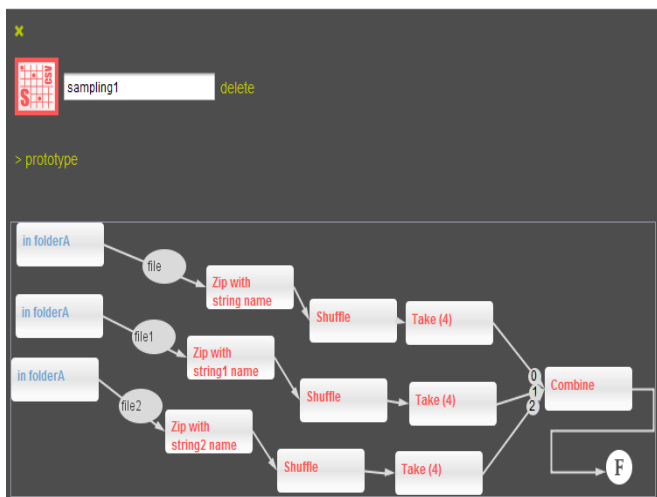 x
S
CSV
sampling1
delete
> prototype
in folderA
file
Zip with
string name
Shuffle
Take (4)
in folderA
file1
Zip with
string1 name
Shuffle
Take (4)
in folderA
file2
Zip with
string2 name
Shuffle
Take (4)
0
1
2
Combine
F